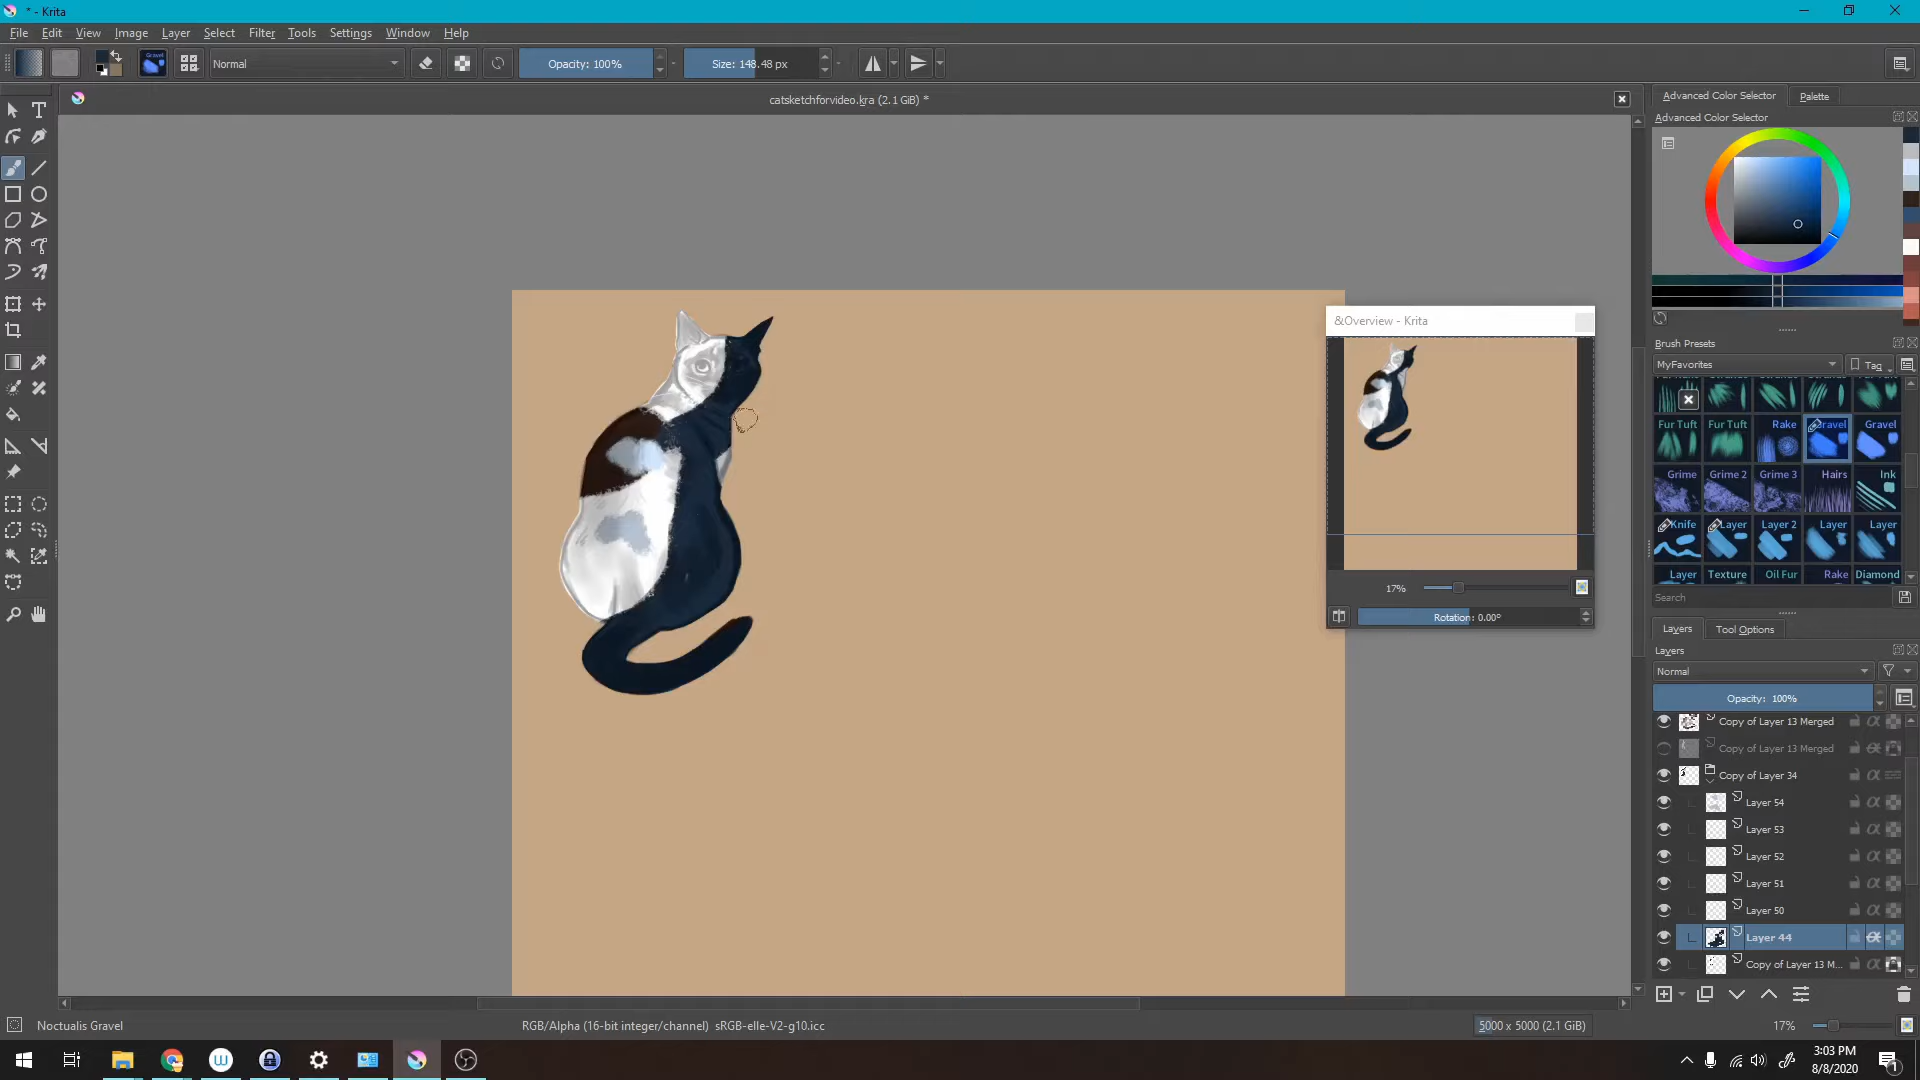 * - Krita
File Edit View Image Layer Select Filter Tools Settings Window Help
Gravel
Normal
Opacity: 100%
Size: 148.48 px
catsketchforvideo.kra (2.1 GiB) *
Advanced Color Selector
Palette
Advanced Color Selector
&Overview - Krita
17%
Rotation: 0.00°
Brush Presets
MyFavorites
Tag
Fur Tuft Fur Tuft Rake Gravel Gravel
Grime Grime 2 Grime 3 Hairs Ink
Knife Layer Layer 2 Layer Layer
Layer Texture Oil Fur Rake Diamond
Search
Layers Tool Options
Layers
Normal
Opacity: 100%
Copy of Layer 13 Merged
Copy of Layer 13 Merged
Copy of Layer 34
Layer 54
Layer 53
Layer 52
Layer 51
Layer 50
Layer 44
Copy of Layer 13 M...
Noctualis Gravel
RGB/Alpha (16-bit integer/channel) sRGB-elle-V2-g10.icc
5000 x 5000 (2.1 GiB)
17%
3:03 PM
8/8/2020
1